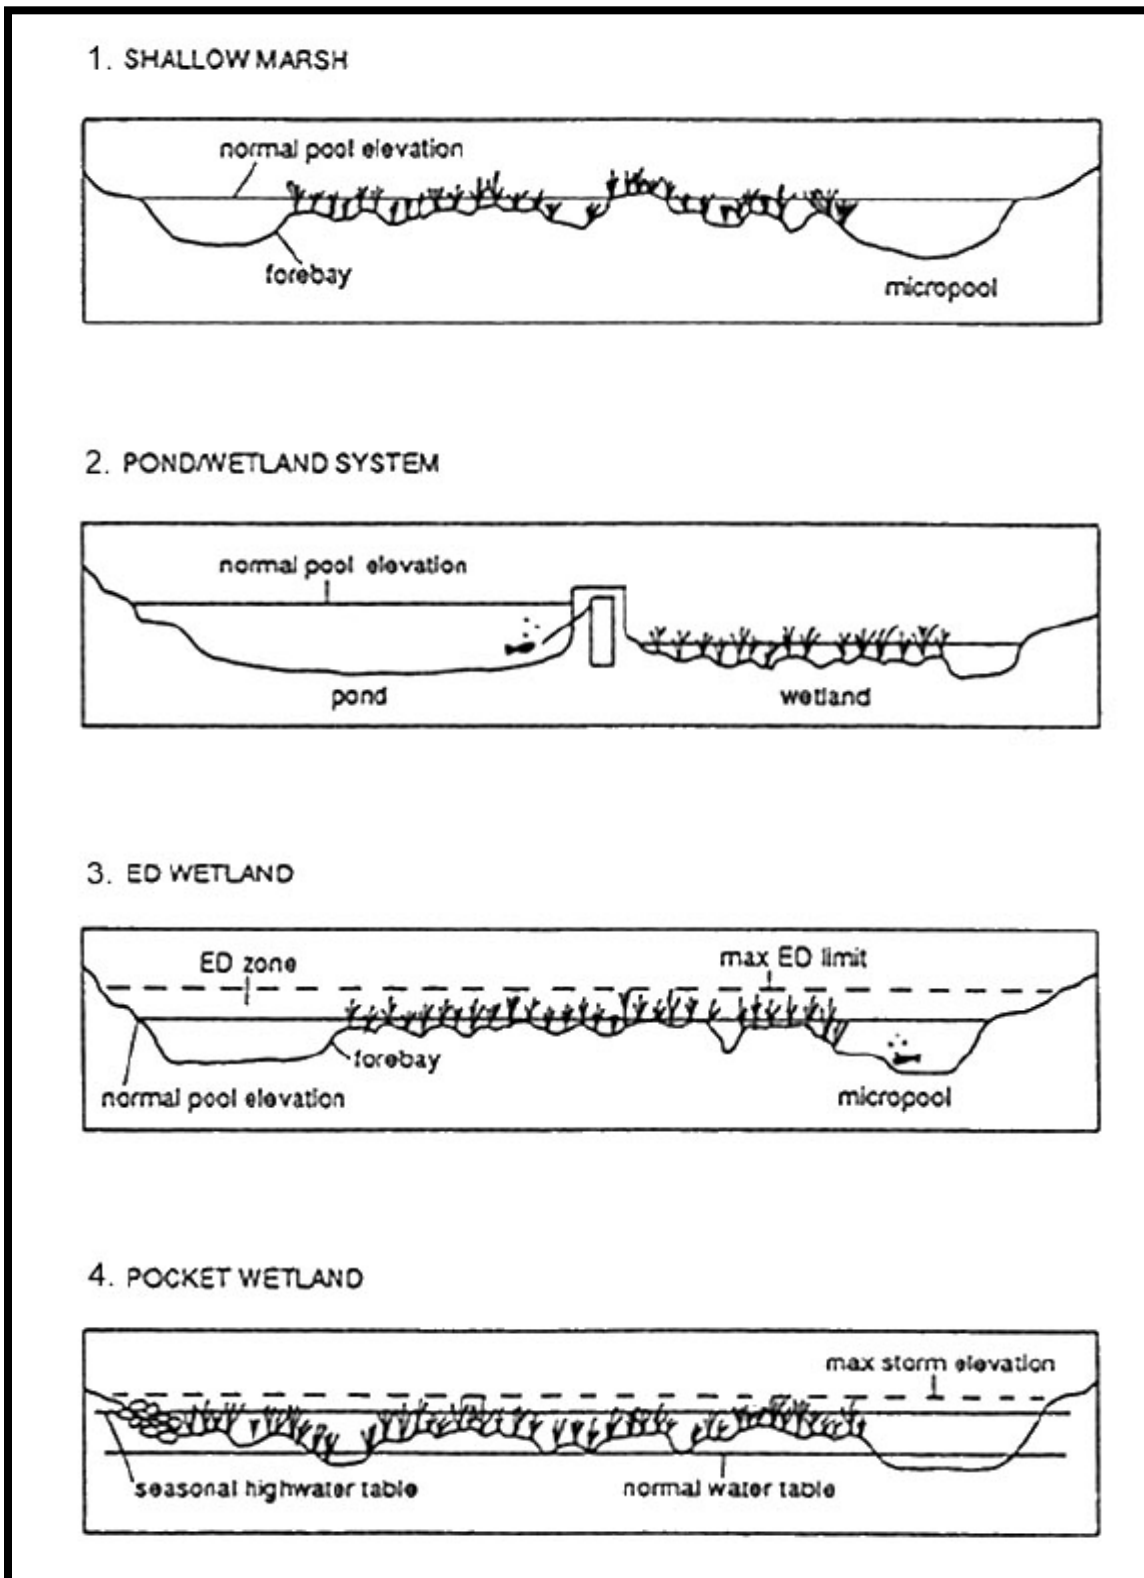 1. SHALLOW MARSH
normal pool elevation
forebay
micropool
2. POND/WETLAND SYSTEM
normal pool elevation
pond
wetland
3. ED WETLAND
ED zone
max ED limit
forebay
normal pool elevation
micropool
4. POCKET WETLAND
max storm elevation
seasonal highwater table
normal water table